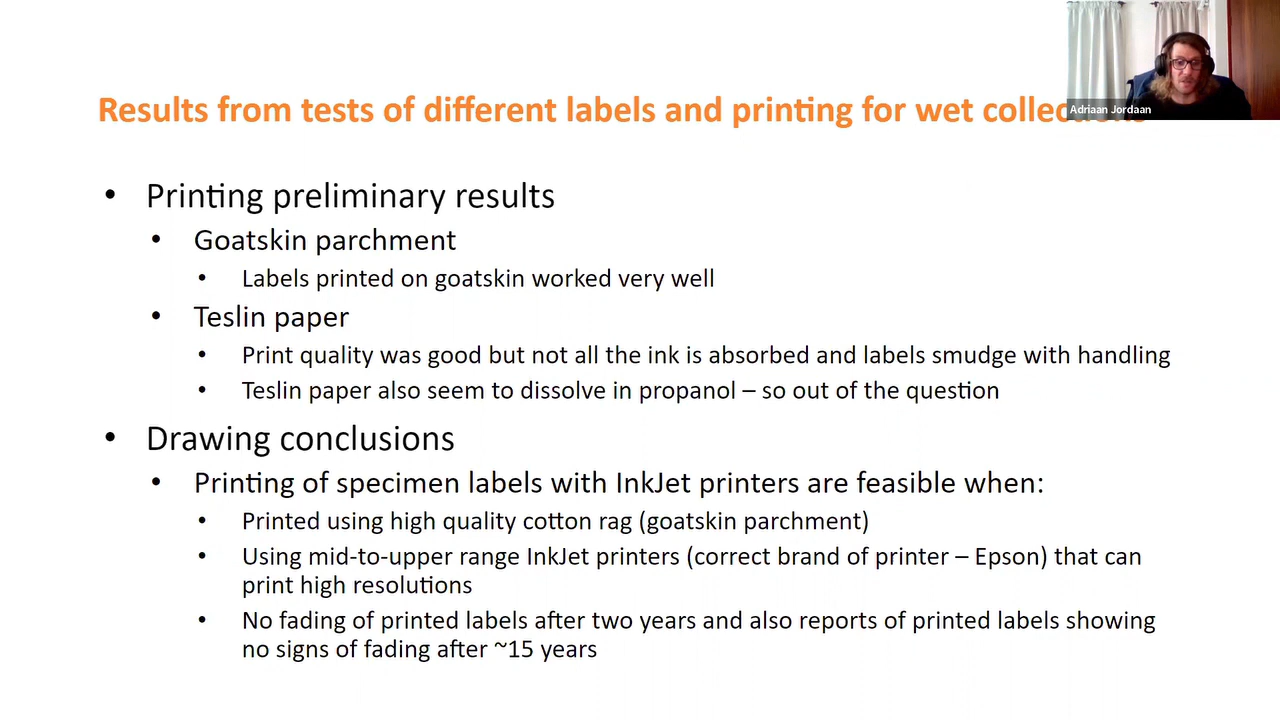 Results from tests of different labels and printing for wet
Adriaan Jordaan
• Printing preliminary results
• Goatskin parchment
• Labels printed on goatskin worked very well
• Teslin paper
• Print quality was good but not all the ink is absorbed and labels smudge with handling
• Teslin paper also seem to dissolve in propanol – so out of the question
• Drawing conclusions
• Printing of specimen labels with InkJet printers are feasible when:
• Printed using high quality cotton rag (goatskin parchment)
• Using mid-to-upper range InkJet printers (correct brand of printer – Epson) that can
print high resolutions
• No fading of printed labels after two years and also reports of printed labels showing
no signs of fading after ~15 years